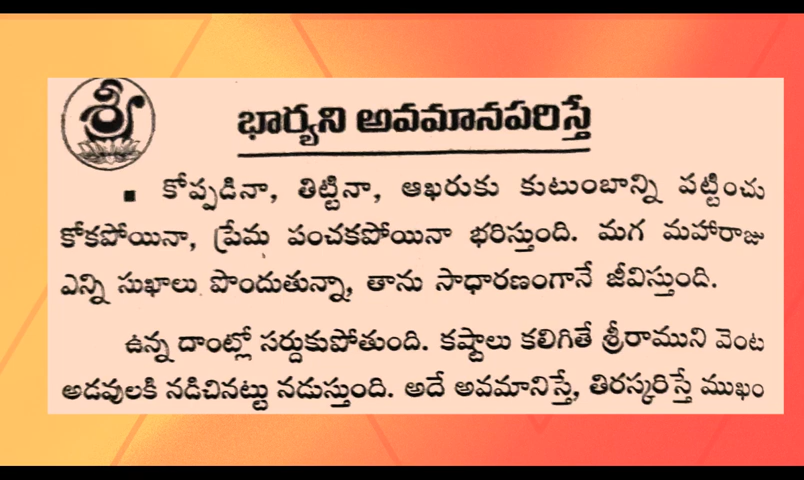 శ్రీ
భార్యని అవమానపరిస్తే
▪ కోప్పడినా, తిట్టినా, ఆఖరుకు కుటుంబాన్ని పట్టించు
కోకపోయినా, ప్రేమ పంచకపోయినా భరిస్తుంది. మగ మహారాజు
ఎన్ని సుఖాలు పొందుతున్నా, తాను సాధారణంగానే జీవిస్తుంది.
ఉన్న దాంట్లో సర్దుకుపోతుంది. కష్టాలు కలిగితే శ్రీరాముని వెంట
అడవులకి నడిచినట్టు నడుస్తుంది. అదే అవమానిస్తే, తిరస్కరిస్తే ముఖం